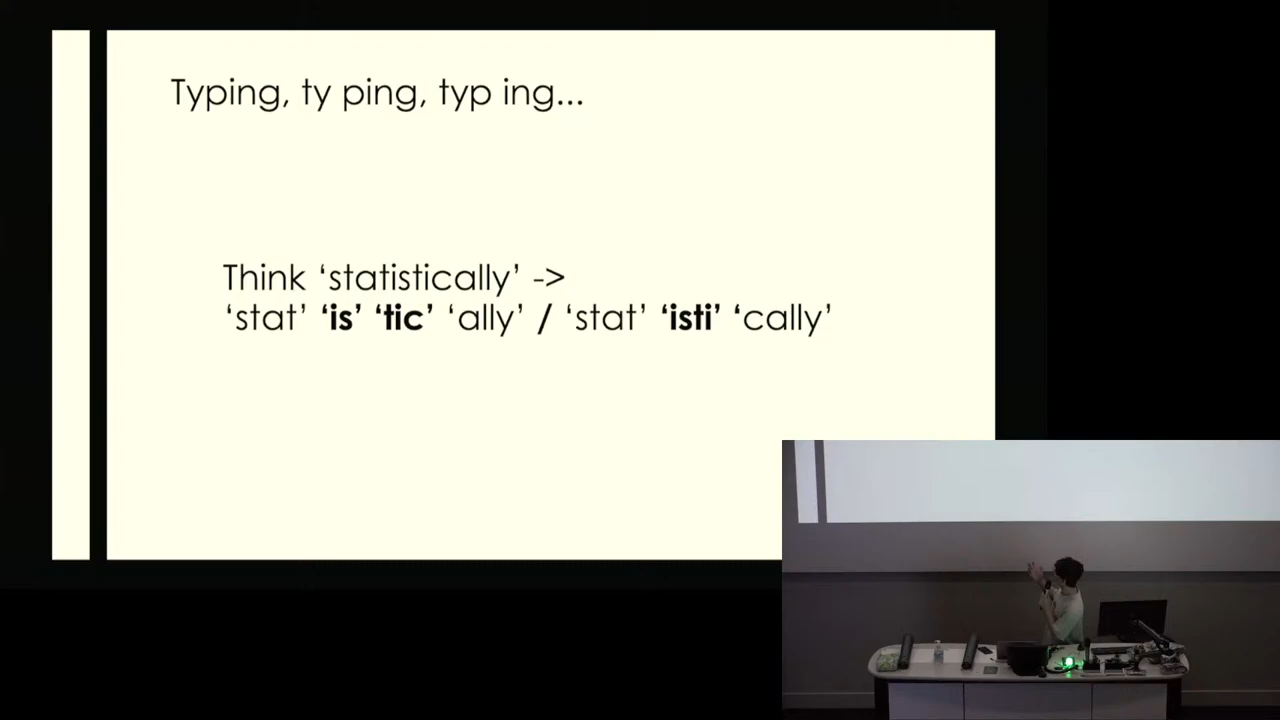 Typing, ty ping, typ ing...
Think ‘statistically’ ->
‘stat’ ‘is’ ‘tic’ ‘ally’ / ‘stat’ ‘isti’ ‘cally’